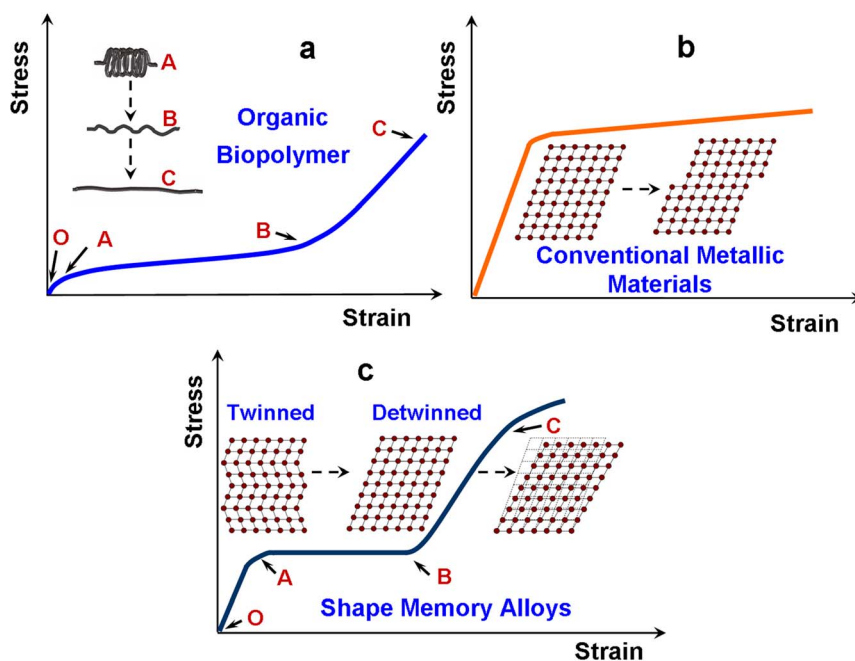 a
Stress
A
B
C
Organic
Biopolymer
C
O
A
B
Strain
b
Stress
Conventional Metallic
Materials
Strain
c
Stress
Twinned
Detwinned
C
A
B
O
Shape Memory Alloys
Strain